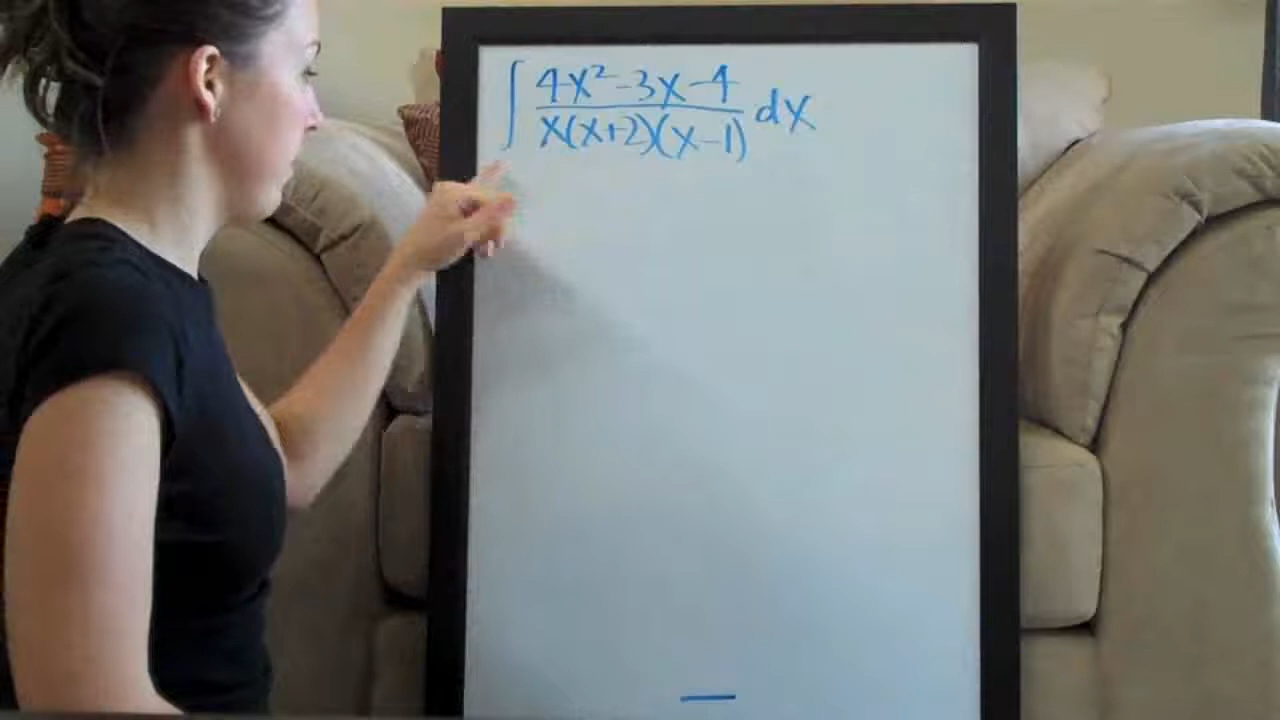 ∫ 4x²-3x-4 dx
x(x+2)(x-1)